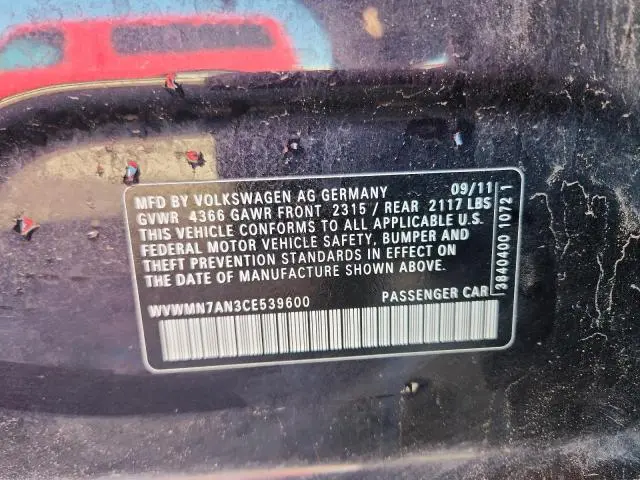 MFD BY VOLKSWAGEN AG GERMANY 09/11
GVWR 4366 GAWR FRONT 2315 / REAR 2117 LBS
THIS VEHICLE CONFORMS TO ALL APPLICABLE U.S.
FEDERAL MOTOR VEHICLE SAFETY, BUMPER AND
THEFT PREVENTION STANDARDS IN EFFECT ON
THE DATE OF MANUFACTURE SHOWN ABOVE.
WVWMN7AN3CE539600 PASSENGER CAR
3840400 1072 1